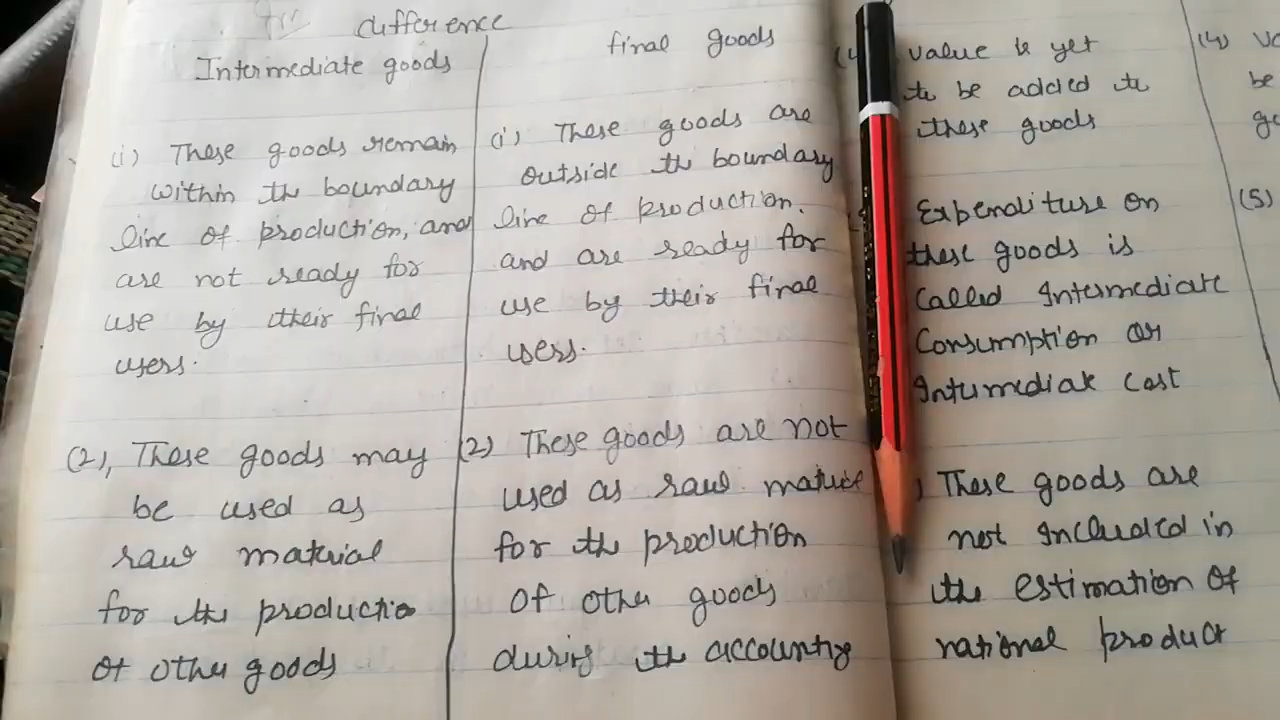 difference
Intermediate goods
(i) These goods remain
within the boundary
line of production, and
are not ready for
use by their final
users.
(2), These goods may
be used as
raw material
for the productio
of other goods
final goods
(i) These goods are
outside the boundary
line of production.
and are ready for
use by their final
users.
(2) These goods are not
used as raw
for the production
of other goods
during the accounting
value is yet
to be added to
these goods
Expenditure on
these goods is
called Intermediate
Consumption or
Intermediate cost
) These goods are
not Included in
the estimation of
national product
(4)
be
(5)